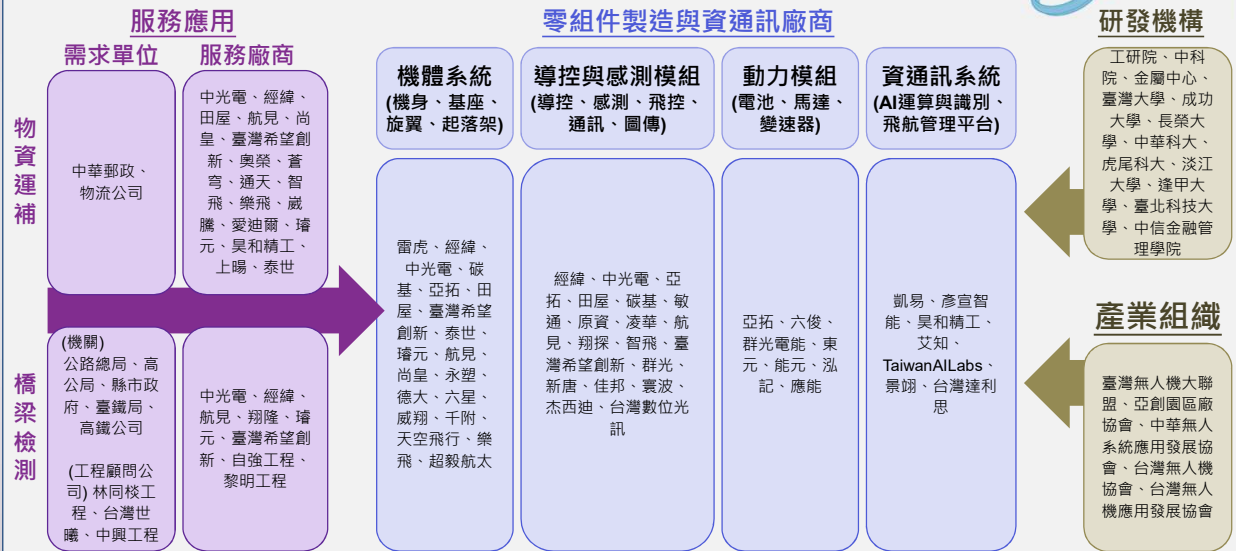 服務應用
需求單位
服務廠商
物資運補
中華郵政、
物流公司
中光電、經緯、
田屋、航見、尚
皇、臺灣希望創
新、奧榮、蒼
穹、通天、智
飛、樂飛、崴
騰、愛迪爾、璿
元、昊和精工、
上暘、泰世
橋梁檢測
(機關)
公路總局、高
公局、縣市政
府、臺鐵局、
高鐵公司
(工程顧問公
司) 林同棪工
程、台灣世
曦、中興工程
中光電、經緯、
航見、翔隆、璿
元、臺灣希望創
新、自強工程、
黎明工程
零組件製造與資通訊廠商
機體系統
(機身、基座、
旋翼、起落架)
雷虎、經緯、
中光電、碳
基、亞拓、田
屋、臺灣希望
創新、泰世、
璿元、航見、
尚皇、永塑、
德大、六星、
威翔、千附、
天空飛行、樂
飛、超毅航太
導控與感測模組
(導控、感測、飛控、
通訊、圖傳)
經緯、中光電、亞
拓、田屋、碳基、敏
通、原資、凌華、航
見、翔探、智飛、臺
灣希望創新、群光、
新唐、佳邦、寰波、
杰西迪、台灣數位光
訊
動力模組
(電池、馬達、
變速器)
亞拓、六俊、
群光電能、東
元、能元、泓
記、應能
資通訊系統
(AI運算與識別、
飛航管理平台)
凱易、彥宣智
能、昊和精工、
艾知、
TaiwanAILabs、
景翊、台灣達利
思
研發機構
工研院、中科
院、金屬中心、
臺灣大學、成功
大學、長榮大
學、中華科大、
虎尾科大、淡江
大學、逢甲大
學、臺北科技大
學、中信金融管
理學院
產業組織
臺灣無人機大聯
盟、亞創園區廠
協會、中華無人
系統應用發展協
會、台灣無人機
協會、台灣無人
機應用發展協會